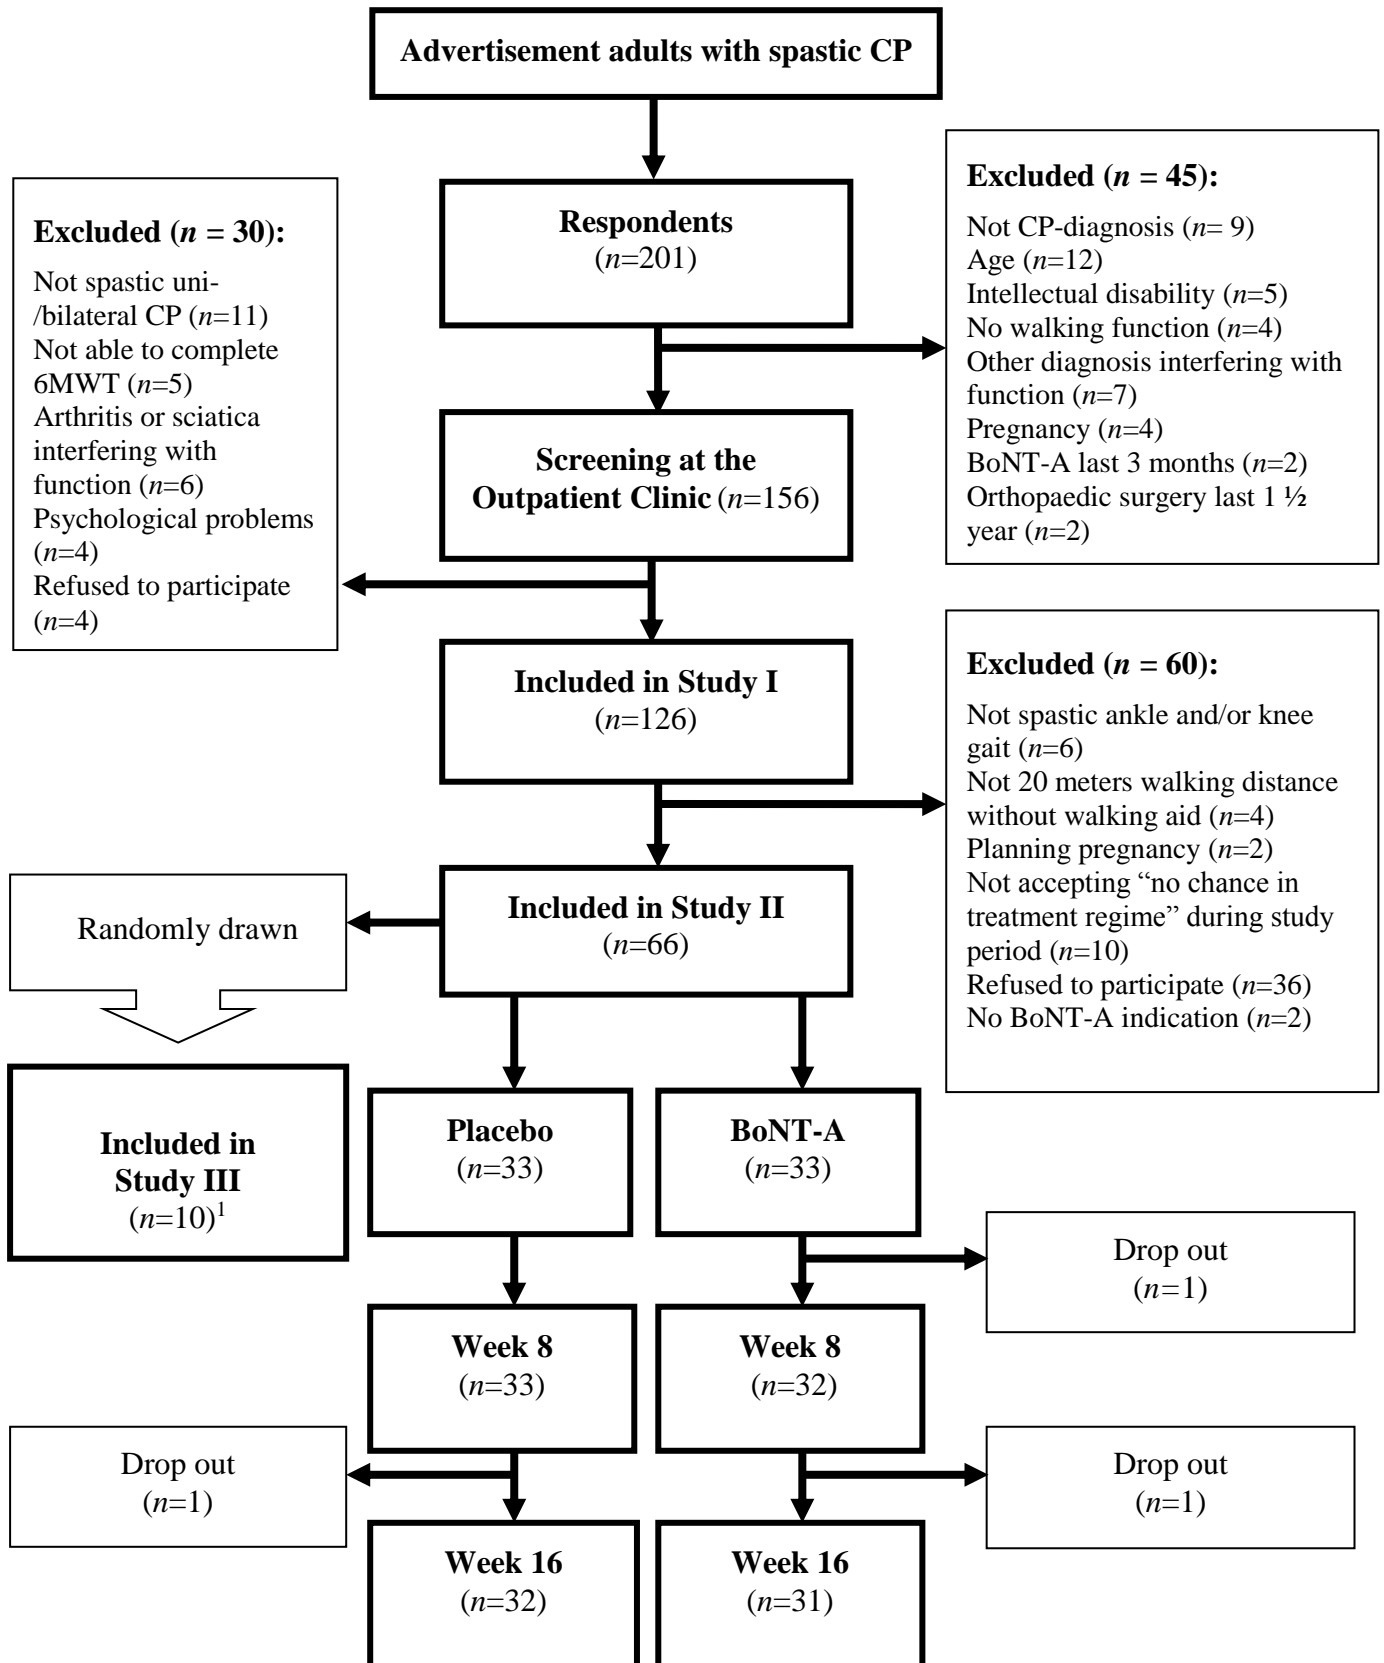 Advertisement adults with spastic CP
Respondents
(n=201)
Excluded (n = 45):
Not CP-diagnosis (n= 9)
Age (n=12)
Intellectual disability (n=5)
No walking function (n=4)
Other diagnosis interfering with
function (n=7)
Pregnancy (n=4)
BoNT-A last 3 months (n=2)
Orthopaedic surgery last 1 ½
year (n=2)
Screening at the
Outpatient Clinic (n=156)
Excluded (n = 30):
Not spastic uni-
/bilateral CP (n=11)
Not able to complete
6MWT (n=5)
Arthritis or sciatica
interfering with
function (n=6)
Psychological problems
(n=4)
Refused to participate
(n=4)
Included in Study I
(n=126)
Excluded (n = 60):
Not spastic ankle and/or knee
gait (n=6)
Not 20 meters walking distance
without walking aid (n=4)
Planning pregnancy (n=2)
Not accepting “no chance in
treatment regime” during study
period (n=10)
Refused to participate (n=36)
No BoNT-A indication (n=2)
Included in Study II
(n=66)
Randomly drawn
Included in
Study III
(n=10)¹
Placebo
(n=33)
BoNT-A
(n=33)
Drop out
(n=1)
Week 8
(n=33)
Week 8
(n=32)
Drop out
(n=1)
Drop out
(n=1)
Week 16
(n=32)
Week 16
(n=31)